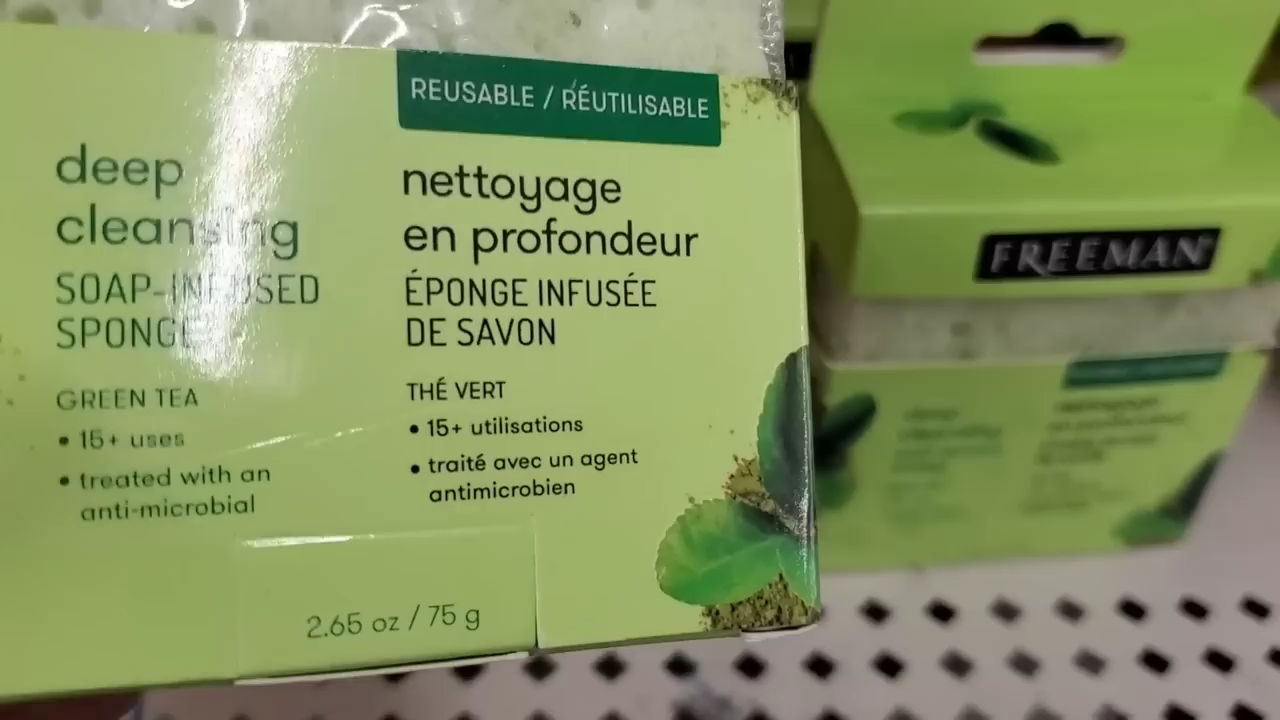 REUSABLE / RÉUTILISABLE
deep
cleansing
SOAP-INFUSED
SPONGE
GREEN TEA
• 15+ uses
• treated with an
anti-microbial
nettoyage
en profondeur
ÉPONGE INFUSÉE
DE SAVON
THÉ VERT
• 15+ utilisations
• traité avec un agent
antimicrobien
2.65 oz / 75 g
FREEMAN